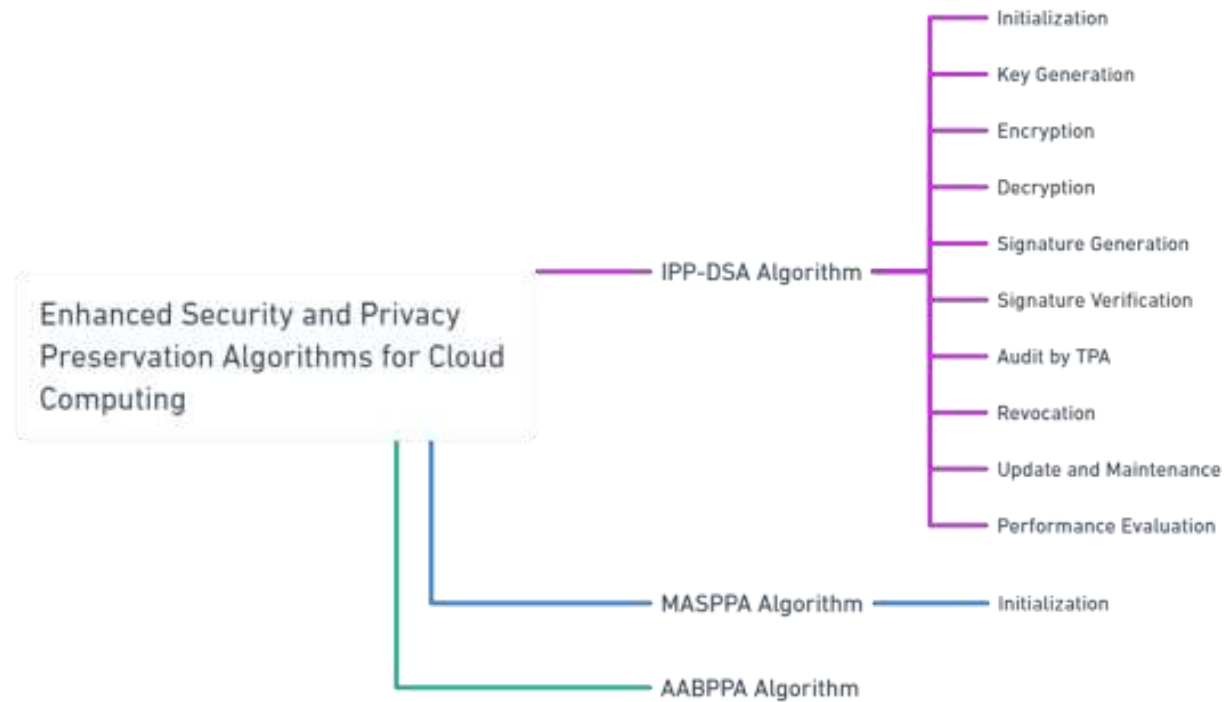 Enhanced Security and Privacy
Preservation Algorithms for Cloud
Computing
IPP-DSA Algorithm
Initialization
Key Generation
Encryption
Decryption
Signature Generation
Signature Verification
Audit by TPA
Revocation
Update and Maintenance
Performance Evaluation
MASPPA Algorithm
Initialization
AABPPA Algorithm